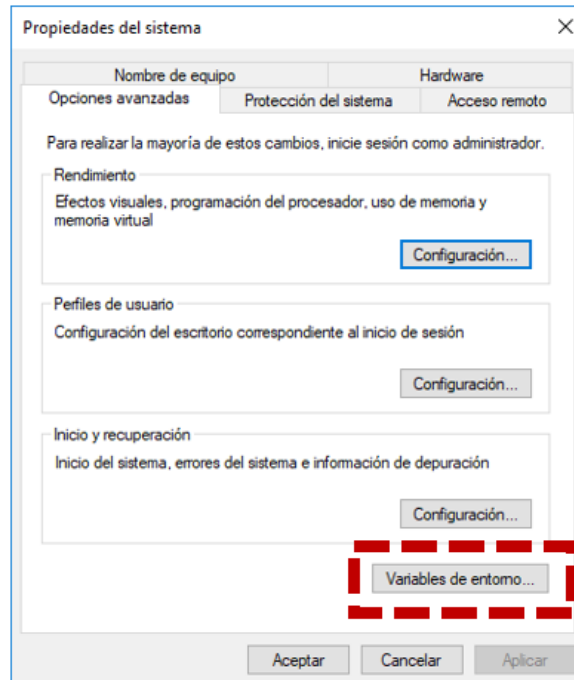 Propiedades del sistema
Nombre de equipo
Hardware
Opciones avanzadas
Protección del sistema
Acceso remoto
Para realizar la mayoría de estos cambios, inicie sesión como administrador.
Rendimiento
Efectos visuales, programación del procesador, uso de memoria y
memoria virtual
Configuración...
Perfiles de usuario
Configuración del escritorio correspondiente al inicio de sesión
Configuración...
Inicio y recuperación
Inicio del sistema, errores del sistema e información de depuración
Configuración...
Variables de entorno...
Aceptar
Cancelar
Aplicar